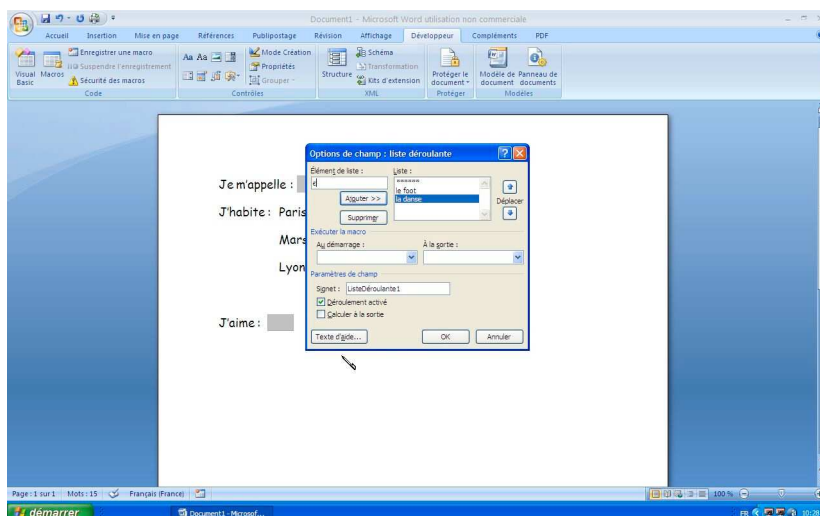 Document1 - Microsoft Word utilisation non commerciale
Accueil Insertion Mise en page Références Publipostage Révision Affichage Développeur Compléments PDF
Visual Basic
Macros
Enregistrer une macro
Suspendre l'enregistrement
Sécurité des macros
Code
Aa Aa
Mode Création
Propriétés
Grouper
Contrôles
Structure
Schéma
Transformation
Kits d'extension
XML
Protéger le document
Protéger
Modèle de document
Panneau de documents
Modèles
Je m'appelle :
J'habite : Paris
Mars
Lyon
J'aime :
Options de champ : liste déroulante
Élément de liste :
Liste :
Ajouter >>
Supprimer
======
le foot
la danse
Déplacer
Exécuter la macro
Au démarrage :
À la sortie :
Paramètres de champ
Signet : ListeDéroulante1
Déroulement activé
Calculer à la sortie
Texte d'aide...
OK
Annuler
Page : 1 sur 1 Mots : 15 Français (France) 100 %
démarrer
Document1 - Microsof...
FR
10:28